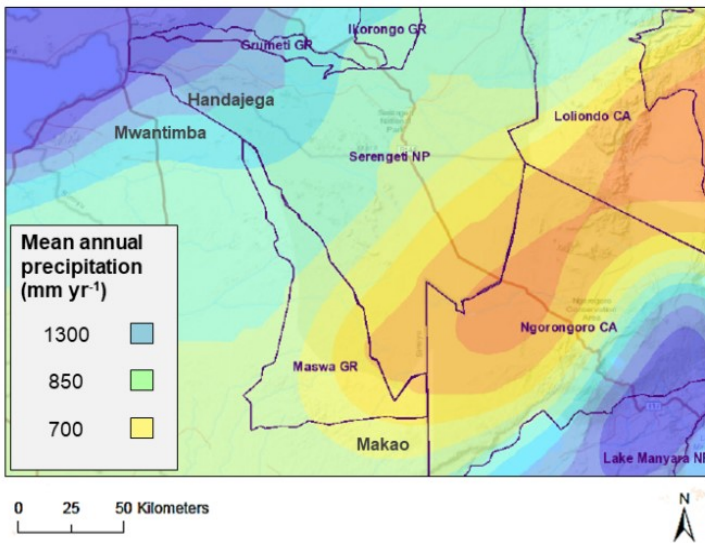 Ikorongo GR
Grumeti GR
Handajega
Mwantimba
Loliondo CA
Serengeti NP
Mean annual
precipitation
(mm yr-1)
1300
850
700
Ngorongoro CA
Maswa GR
Makao
Lake Manyara NP
0 25 50 Kilometers
N